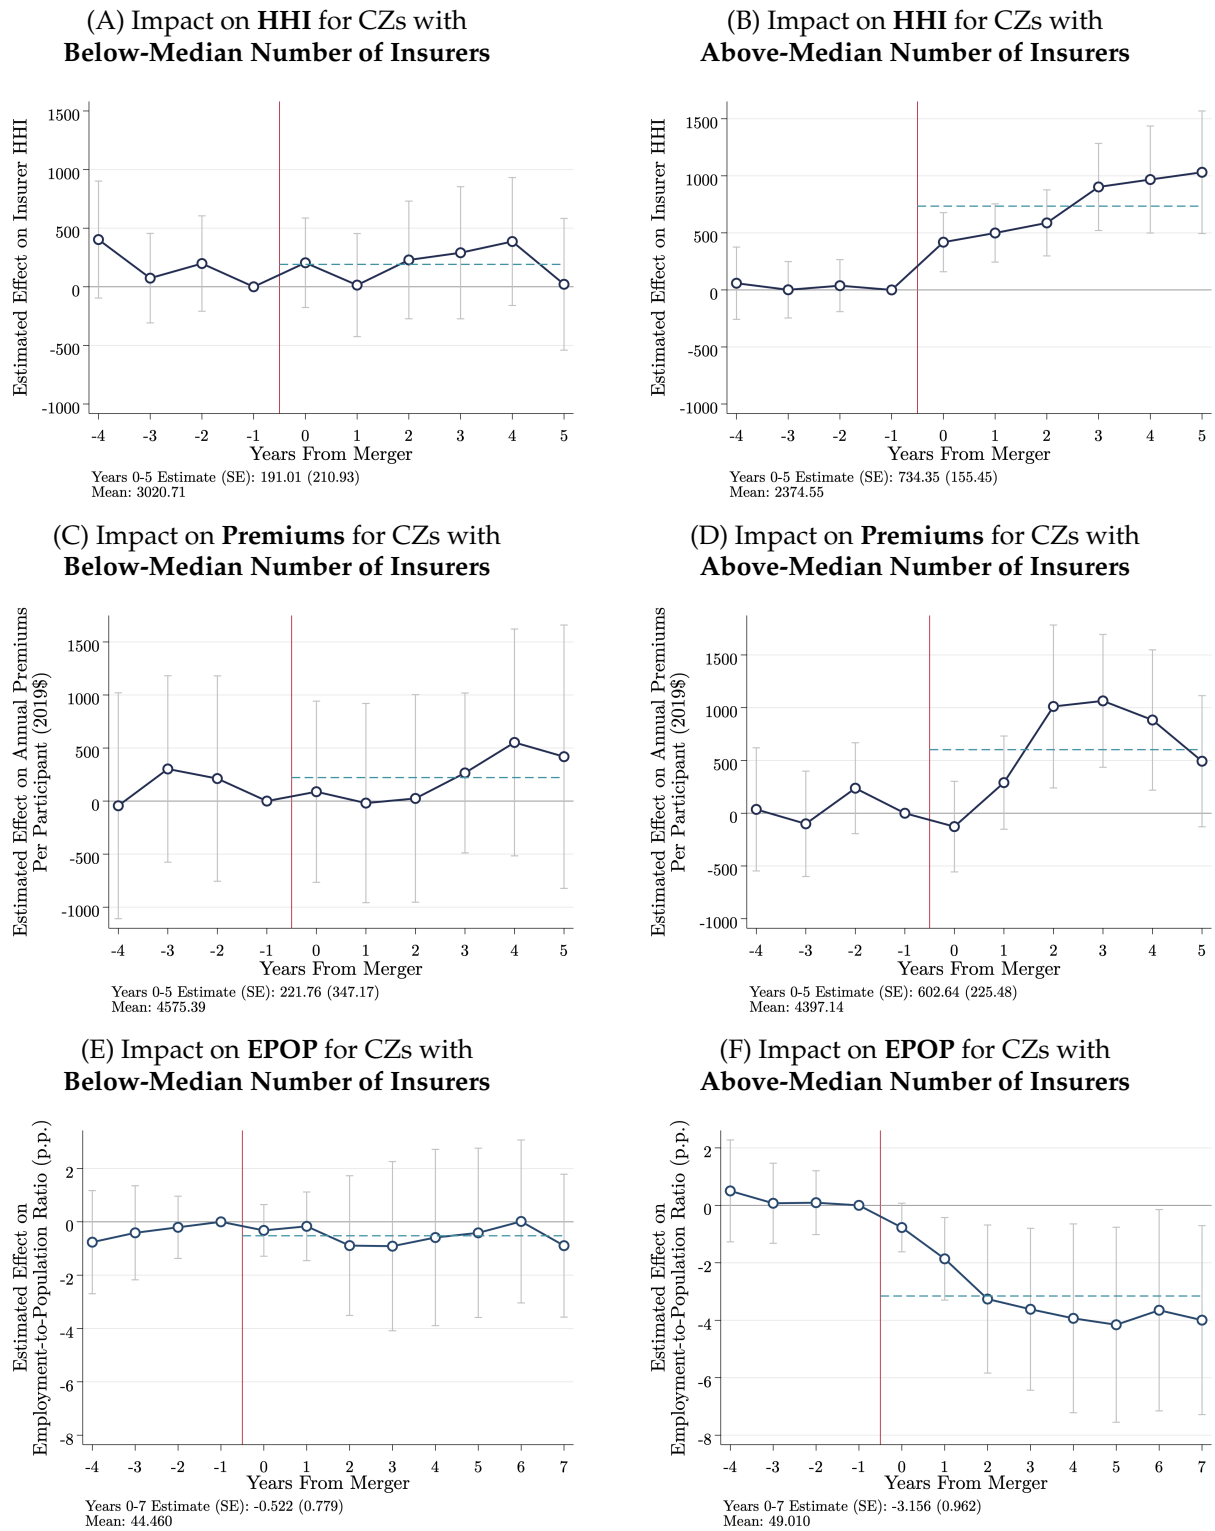 (A) Impact on HHI for CZs with
Below-Median Number of Insurers
Estimated Effect on Insurer HHI
1500
1000
500
0
-500
-1000
-4 -3 -2 -1 0 1 2 3 4 5
Years From Merger
Years 0-5 Estimate (SE): 191.01 (210.93)
Mean: 3020.71
(B) Impact on HHI for CZs with
Above-Median Number of Insurers
Estimated Effect on Insurer HHI
1500
1000
500
0
-500
-1000
-4 -3 -2 -1 0 1 2 3 4 5
Years From Merger
Years 0-5 Estimate (SE): 734.35 (155.45)
Mean: 2374.55
(C) Impact on Premiums for CZs with
Below-Median Number of Insurers
Estimated Effect on Annual Premiums
Per Participant (2019$)
1500
1000
500
0
-500
-1000
-4 -3 -2 -1 0 1 2 3 4 5
Years From Merger
Years 0-5 Estimate (SE): 221.76 (347.17)
Mean: 4575.39
(D) Impact on Premiums for CZs with
Above-Median Number of Insurers
Estimated Effect on Annual Premiums
Per Participant (2019$)
1500
1000
500
0
-500
-1000
-4 -3 -2 -1 0 1 2 3 4 5
Years From Merger
Years 0-5 Estimate (SE): 602.64 (225.48)
Mean: 4397.14
(E) Impact on EPOP for CZs with
Below-Median Number of Insurers
Estimated Effect on
Employment-to-Population Ratio (p.p.)
2
0
-2
-4
-6
-8
-4 -3 -2 -1 0 1 2 3 4 5 6 7
Years From Merger
Years 0-7 Estimate (SE): -0.522 (0.779)
Mean: 44.460
(F) Impact on EPOP for CZs with
Above-Median Number of Insurers
Estimated Effect on
Employment-to-Population Ratio (p.p.)
2
0
-2
-4
-6
-8
-4 -3 -2 -1 0 1 2 3 4 5 6 7
Years From Merger
Years 0-7 Estimate (SE): -3.156 (0.962)
Mean: 49.010